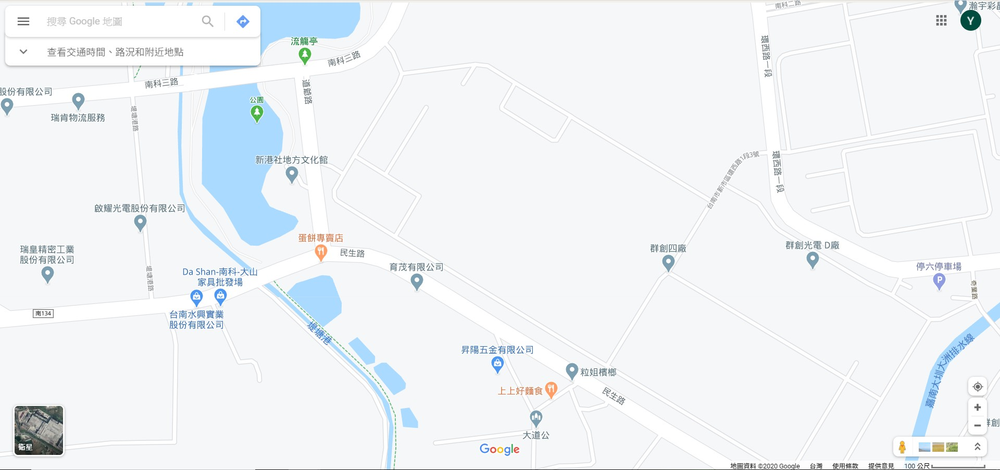 搜尋 Google 地圖
查看交通時間、路況和附近地點
南科二路
瀚宇彩晶
Y
流觴亭
環西路一段
南科三路
南科三路
道爺路
股份有限公司
公園
瑞肯物流服務
堤塘港路
新港社地方文化館
台南市新市區環西路1段3號
環西路一段
啟耀光電股份有限公司
蛋餅專賣店
民生路
群創四廠
群創光電 D廠
瑞皇精密工業
股份有限公司
育茂有限公司
停六停車場
P
Da Shan-南科-大山
家具批發場
堤塘港路
奇業路
南134
台南水興實業
股份有限公司
堤塘港
昇陽五金有限公司
嘉南大圳大洲排水線
粒姐檳榔
上上好麵食
民生路
大道公
群創
衛星
Google
地圖資料 ©2020 Google 台灣 使用條款 提供意見 100 公尺